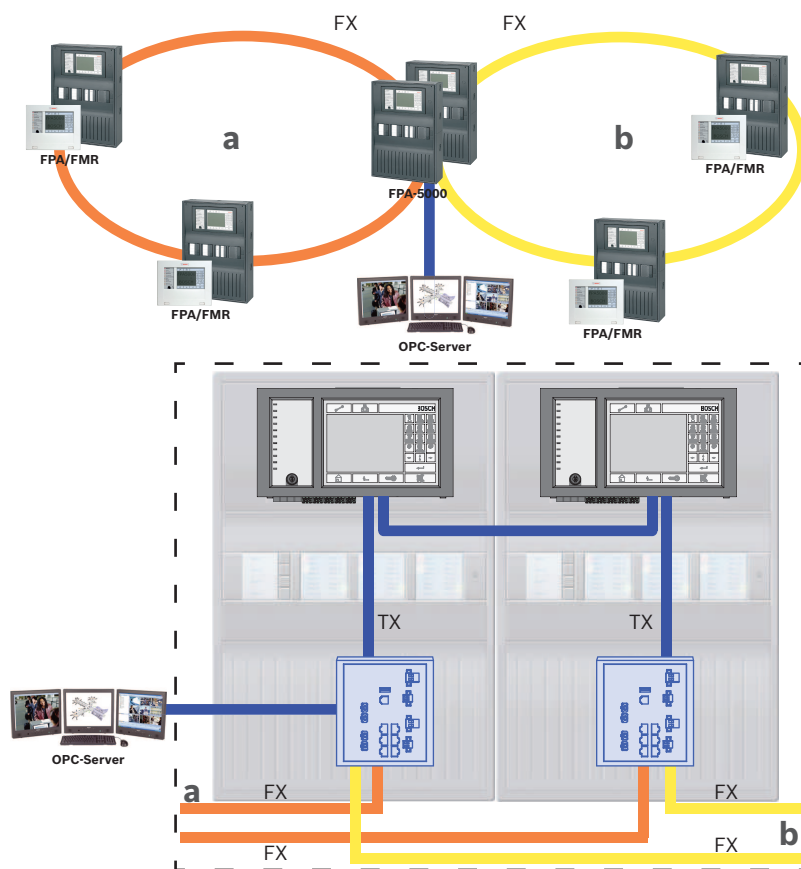 FX
FX
a
b
FPA/FMR
FPA-5000
FPA/FMR
FPA/FMR
FPA/FMR
OPC-Server
BOSCH
BOSCH
TX
TX
OPC-Server
a
FX
FX
b
FX
FX